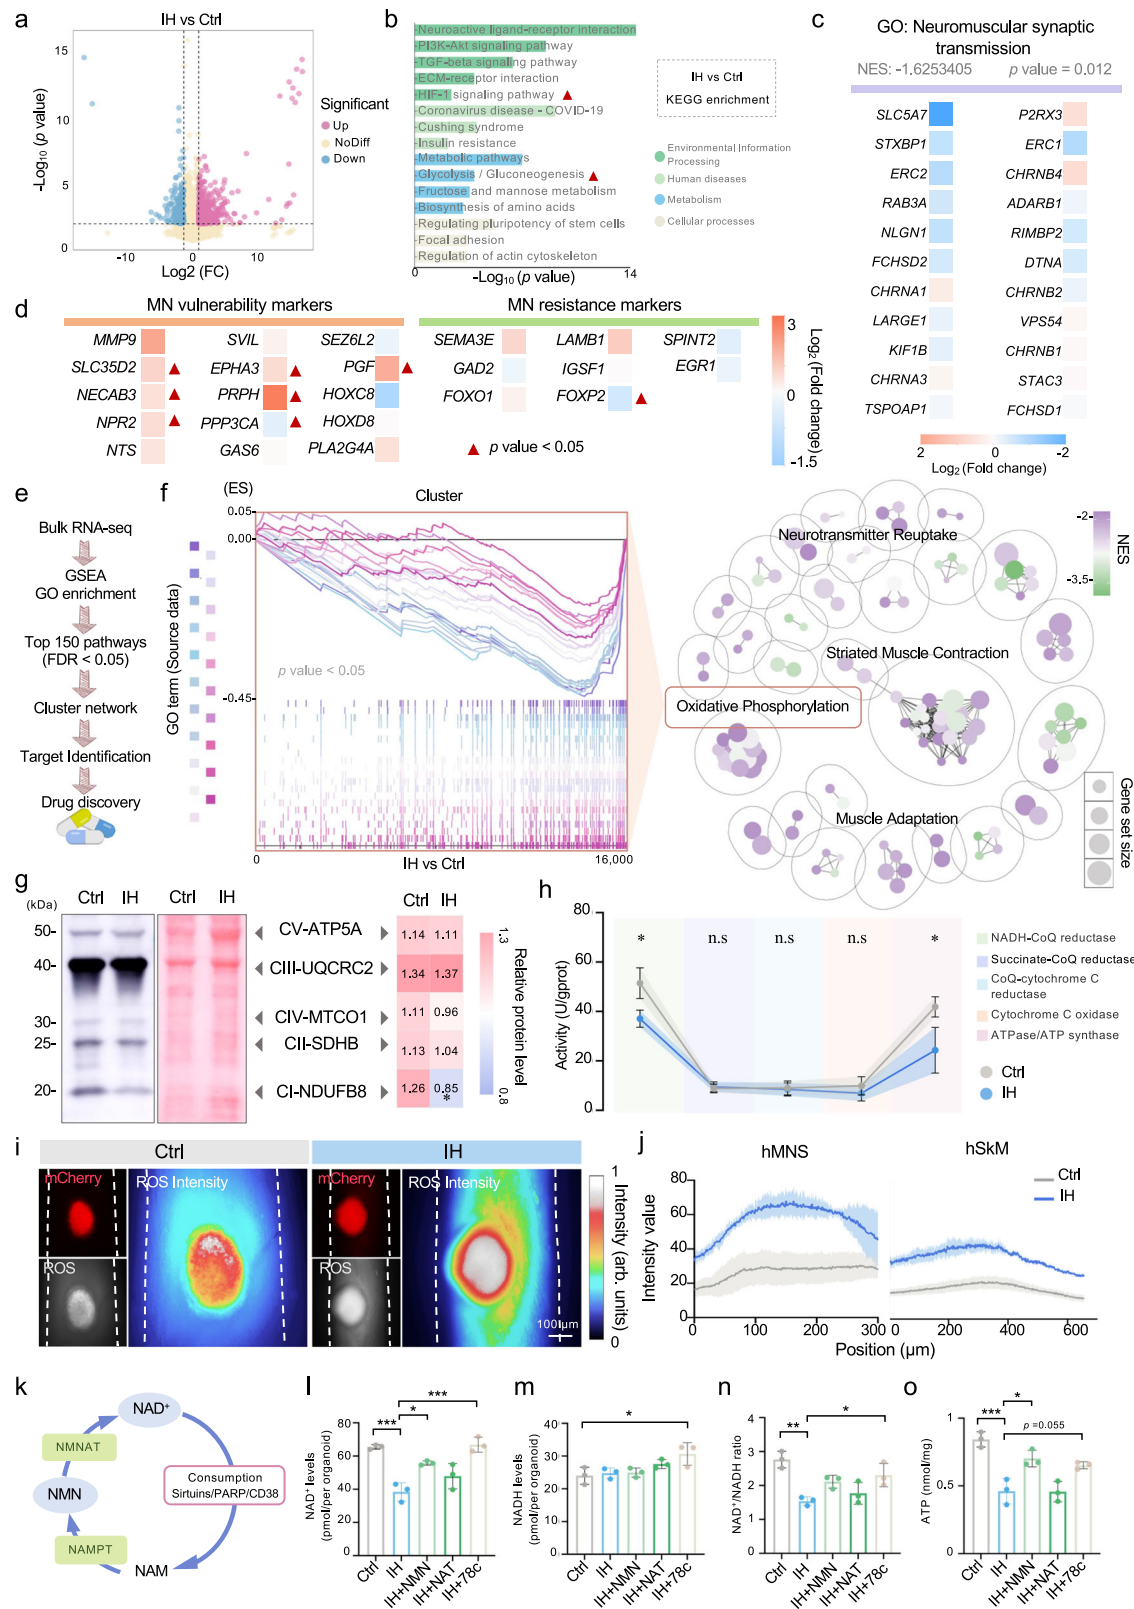 a
IH vs Ctrl
-Log10 (p value)
15
10
5
0
-10
0
10
Log2 (FC)
Significant
Up
NoDiff
Down
b
Neuroactive ligand-receptor interaction
PI3K-Akt signaling pathway
TGF-beta signalling pathway
ECM-receptor interaction
HIF-1 signaling pathway
Coronavirus disease - COVID-19
Cushing syndrome
Insulin resistance
Metabolic pathways
Glycolysis / Gluconeogenesis
Fructose and mannose metabolism
Biosynthesis of amino acids
Regulating pluripotency of stem cells
Focal adhesion
Regulation of actin cytoskeleton
0
14
-Log10 (p value)
IH vs Ctrl
KEGG enrichment
Environmental Information
Processing
Human diseases
Metabolism
Cellular processes
c
GO: Neuromuscular synaptic
transmission
NES: -1.6253405
p value = 0.012
SLC5A7
P2RX3
STXBP1
ERC1
ERC2
CHRNB4
RAB3A
ADARB1
NLGN1
RIMBP2
FCHSD2
DTNA
CHRNA1
CHRNB2
LARGE1
VPS54
KIF1B
CHRNB1
CHRNA3
STAC3
TSPOAP1
FCHSD1
2
0
-2
Log2 (Fold change)
d
MN vulnerability markers
MN resistance markers
MMP9
SVIL
SEZ6L2
SEMA3E
LAMB1
SPINT2
SLC35D2
EPHA3
PGF
GAD2
IGSF1
EGR1
NECAB3
PRPH
HOXC8
FOXO1
FOXP2
NPR2
PPP3CA
HOXD8
NTS
GAS6
PLA2G4A
p value < 0.05
3
0
-1.5
Log2 (Fold change)
e
Bulk RNA-seq
GSEA
GO enrichment
Top 150 pathways
(FDR < 0.05)
Cluster network
Target Identification
Drug discovery
f
(ES)
Cluster
0.05
0.00
-0.45
GO term (Source data)
p value < 0.05
0
IH vs Ctrl
16,000
Neurotransmitter Reuptake
Striated Muscle Contraction
Oxidative Phosphorylation
Muscle Adaptation
-2
-3.5
NES
Gene set size
g
Ctrl
IH
Ctrl
IH
(kDa)
50-
40-
30-
25-
20-
CV-ATP5A
CIII-UQCRC2
CIV-MTCO1
CII-SDHB
CI-NDUFB8
Ctrl
IH
1.14
1.11
1.34
1.37
1.11
0.96
1.13
1.04
1.26
0.85
*
1.3
0.8
Relative protein level
h
Activity (U/gprot)
80
60
40
20
0
*
n.s
n.s
n.s
*
NADH-CoQ reductase
Succinate-CoQ reductase
CoQ-cytochrome C
reductase
Cytochrome C oxidase
ATPase/ATP synthase
Ctrl
IH
i
Ctrl
IH
mCherry
ROS
ROS Intensity
mCherry
ROS
ROS Intensity
100μm
1
0
Intensity (arb. units)
j
hMNS
hSkM
Ctrl
IH
Intensity value
80
60
40
20
0
0
100
200
300
0
200
400
600
Position (μm)
k
NAD+
NMNAT
NMN
NAMPT
NAM
Consumption
Sirtuins/PARP/CD38
l
NAD+ levels
(pmol/per organoid)
80
60
40
20
0
***
*
***
Ctrl
IH
IH+NMN
IH+NAT
IH+78c
m
NADH levels
(pmol/per organoid)
60
40
20
0
*
Ctrl
IH
IH+NMN
IH+NAT
IH+78c
n
NAD+/NADH ratio
4
3
2
1
0
**
*
Ctrl
IH
IH+NMN
IH+NAT
IH+78c
o
ATP (nmol/mg)
1
0.5
0
***
*
p =0.055
Ctrl
IH
IH+NMN
IH+NAT
IH+78c